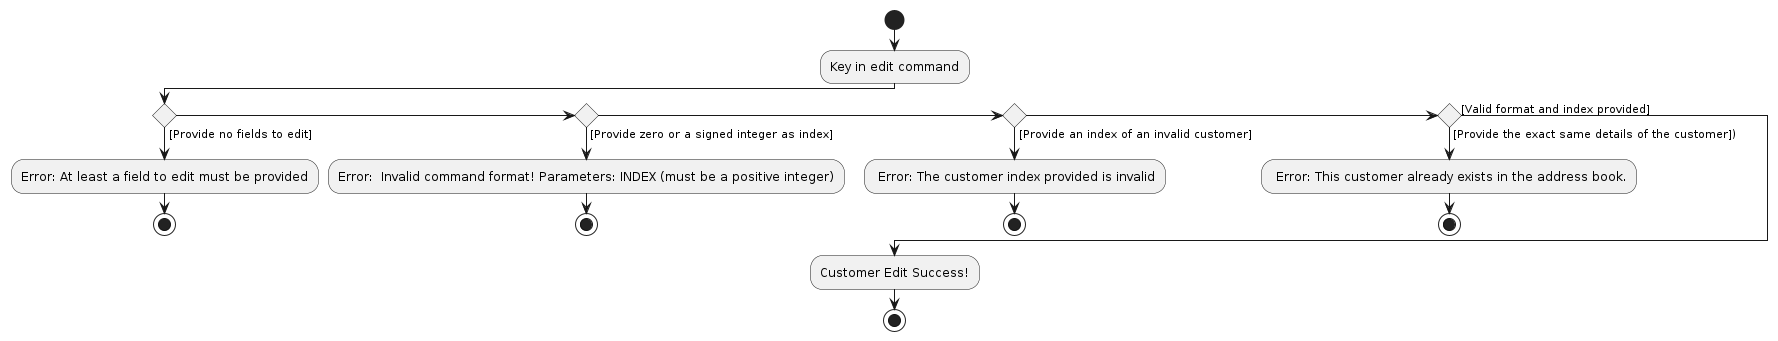 Key in edit command
[Valid format and index provided]
[Provide no fields to edit]
[Provide zero or a signed integer as index]
[Provide an index of an invalid customer]
[Provide the exact same details of the customer])
Error: At least a field to edit must be provided
Error:  Invalid command format! Parameters: INDEX (must be a positive integer)
Error: The customer index provided is invalid
Error: This customer already exists in the address book.
Customer Edit Success!